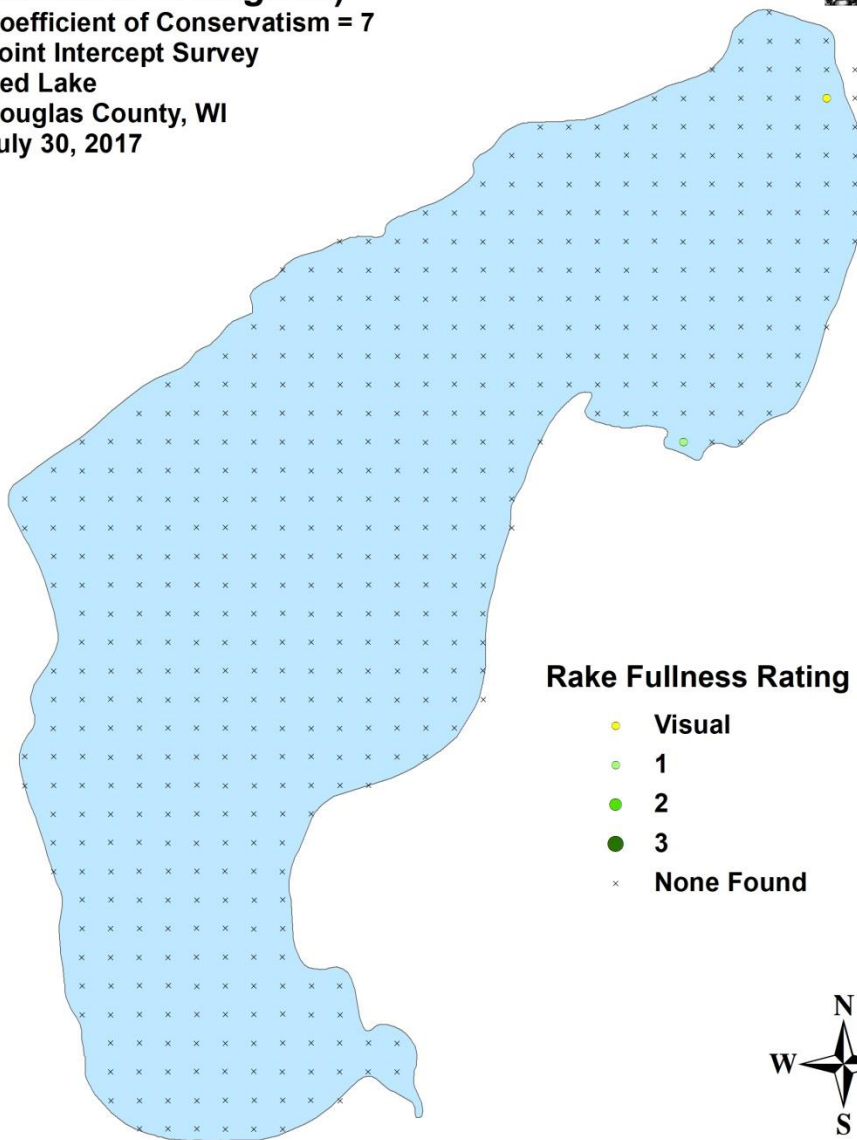 oefficient of Conservatism = 7
oint Intercept Survey
ed Lake
ouglas County, WI
uly 30, 2017
Rake Fullness Rating
Visual
1
2
3
None Found
N
W
S